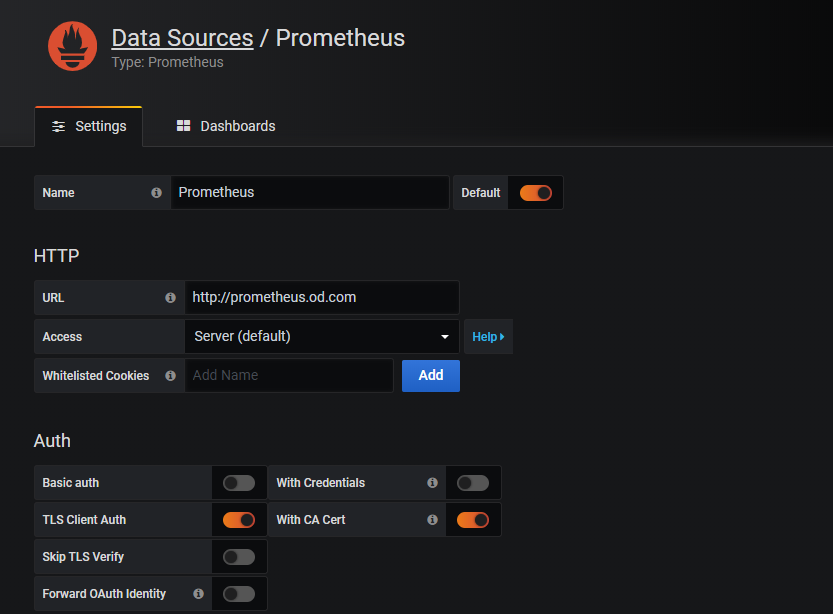 Data Sources / Prometheus
Type: Prometheus
Settings Dashboards
Name Prometheus Default
HTTP
URL http://prometheus.od.com
Access Server (default) Help
Whitelisted Cookies Add Name Add
Auth
Basic auth With Credentials
TLS Client Auth With CA Cert
Skip TLS Verify
Forward OAuth Identity